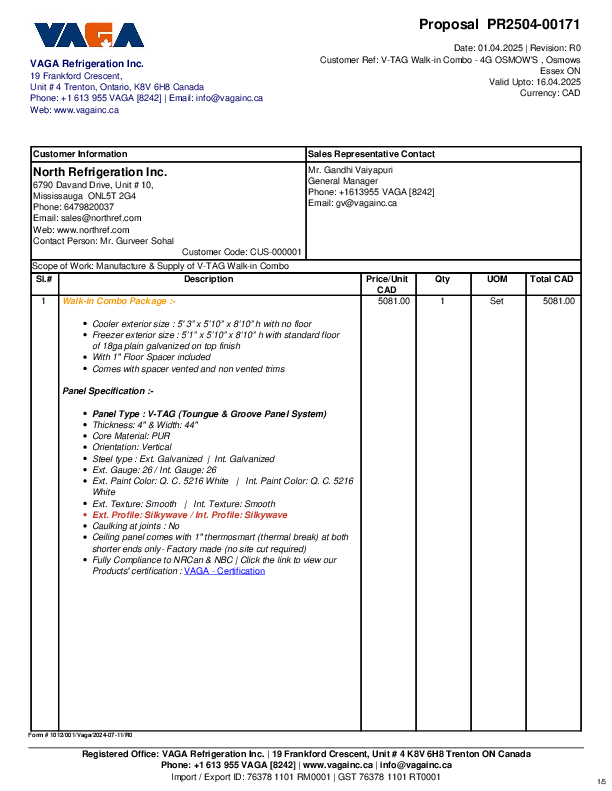 VAGA
Proposal PR2504-00171
Date: 01.04.2025 | Revision: R0
Customer Ref: V-TAG Walk-in Combo - 4G OSMOW'S , Osmows
Essex ON
Valid Upto: 16.04.2025
Currency: CAD
VAGA Refrigeration Inc.
19 Frankford Crescent,
Unit # 4 Trenton, Ontario, K8V 6H8 Canada
Phone: +1 613 955 VAGA [8242] | Email: info@vagainc.ca
Web: www.vagainc.ca
Customer Information
Sales Representative Contact
North Refrigeration Inc.
6790 Davand Drive, Unit # 10,
Mississauga ONL5T 2G4
Phone: 6479820037
Email: sales@northref.com
Web: www.northref.com
Contact Person: Mr. Gurveer Sohal
Customer Code: CUS-000001
Mr. Gandhi Vaiyapuri
General Manager
Phone: +1613955 VAGA [8242]
Email: gv@vagainc.ca
Scope of Work: Manufacture & Supply of V-TAG Walk-in Combo
Sl.# Description Price/Unit CAD Qty UOM Total CAD
1 Walk-in Combo Package :- 5081.00 1 Set 5081.00
• Cooler exterior size : 5' 3" x 5'10" x 8'10" h with no floor
• Freezer exterior size : 5'1" x 5'10" x 8'10" h with standard floor
of 18ga plain galvanized on top finish
• With 1" Floor Spacer included
• Comes with spacer vented and non vented trims
Panel Specification :-
• Panel Type : V-TAG (Toungue & Groove Panel System)
• Thickness: 4" & Width: 44"
• Core Material: PUR
• Orientation: Vertical
• Steel type : Ext. Galvanized | Int. Galvanized
• Ext. Gauge: 26 / Int. Gauge: 26
• Ext. Paint Color: Q. C. 5216 White | Int. Paint Color: Q. C. 5216
White
• Ext. Texture: Smooth | Int. Texture: Smooth
• Ext. Profile: Silkywave / Int. Profile: Silkywave
• Caulking at joints : No
• Ceiling panel comes with 1" thermosmart (thermal break) at both
shorter ends only- Factory made (no site cut required)
• Fully Compliance to NRCan & NBC | Click the link to view our
Products' certification : VAGA - Certification
Form # 1012/001/Vaga/2024-07-11/R0
Registered Office: VAGA Refrigeration Inc. | 19 Frankford Crescent, Unit # 4 K8V 6H8 Trenton ON Canada
Phone: +1 613 955 VAGA [8242] | www.vagainc.ca | info@vagainc.ca
Import / Export ID: 76378 1101 RM0001 | GST 76378 1101 RT0001
1/5